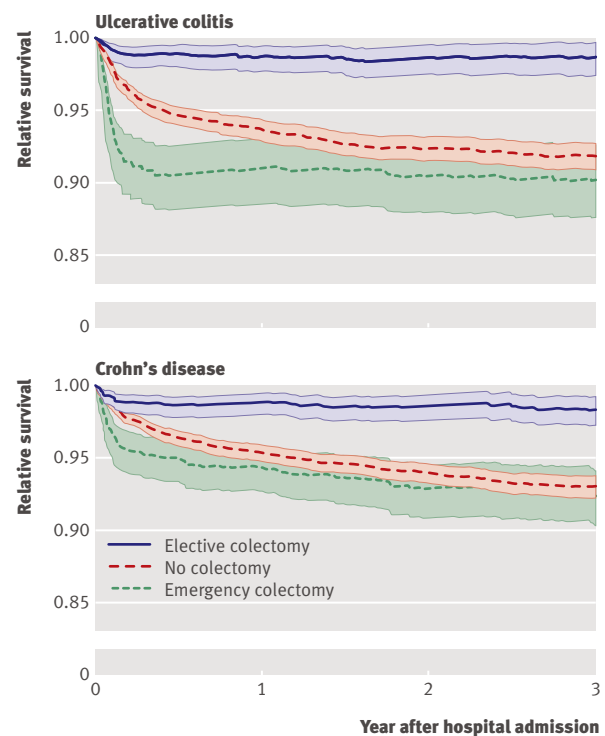 Ulcerative colitis
Relative survival
1.00
0.95
0.90
0.85
0
Crohn's disease
Relative survival
1.00
0.95
0.90
0.85
0
Elective colectomy
No colectomy
Emergency colectomy
0 1 2 3
Year after hospital admission